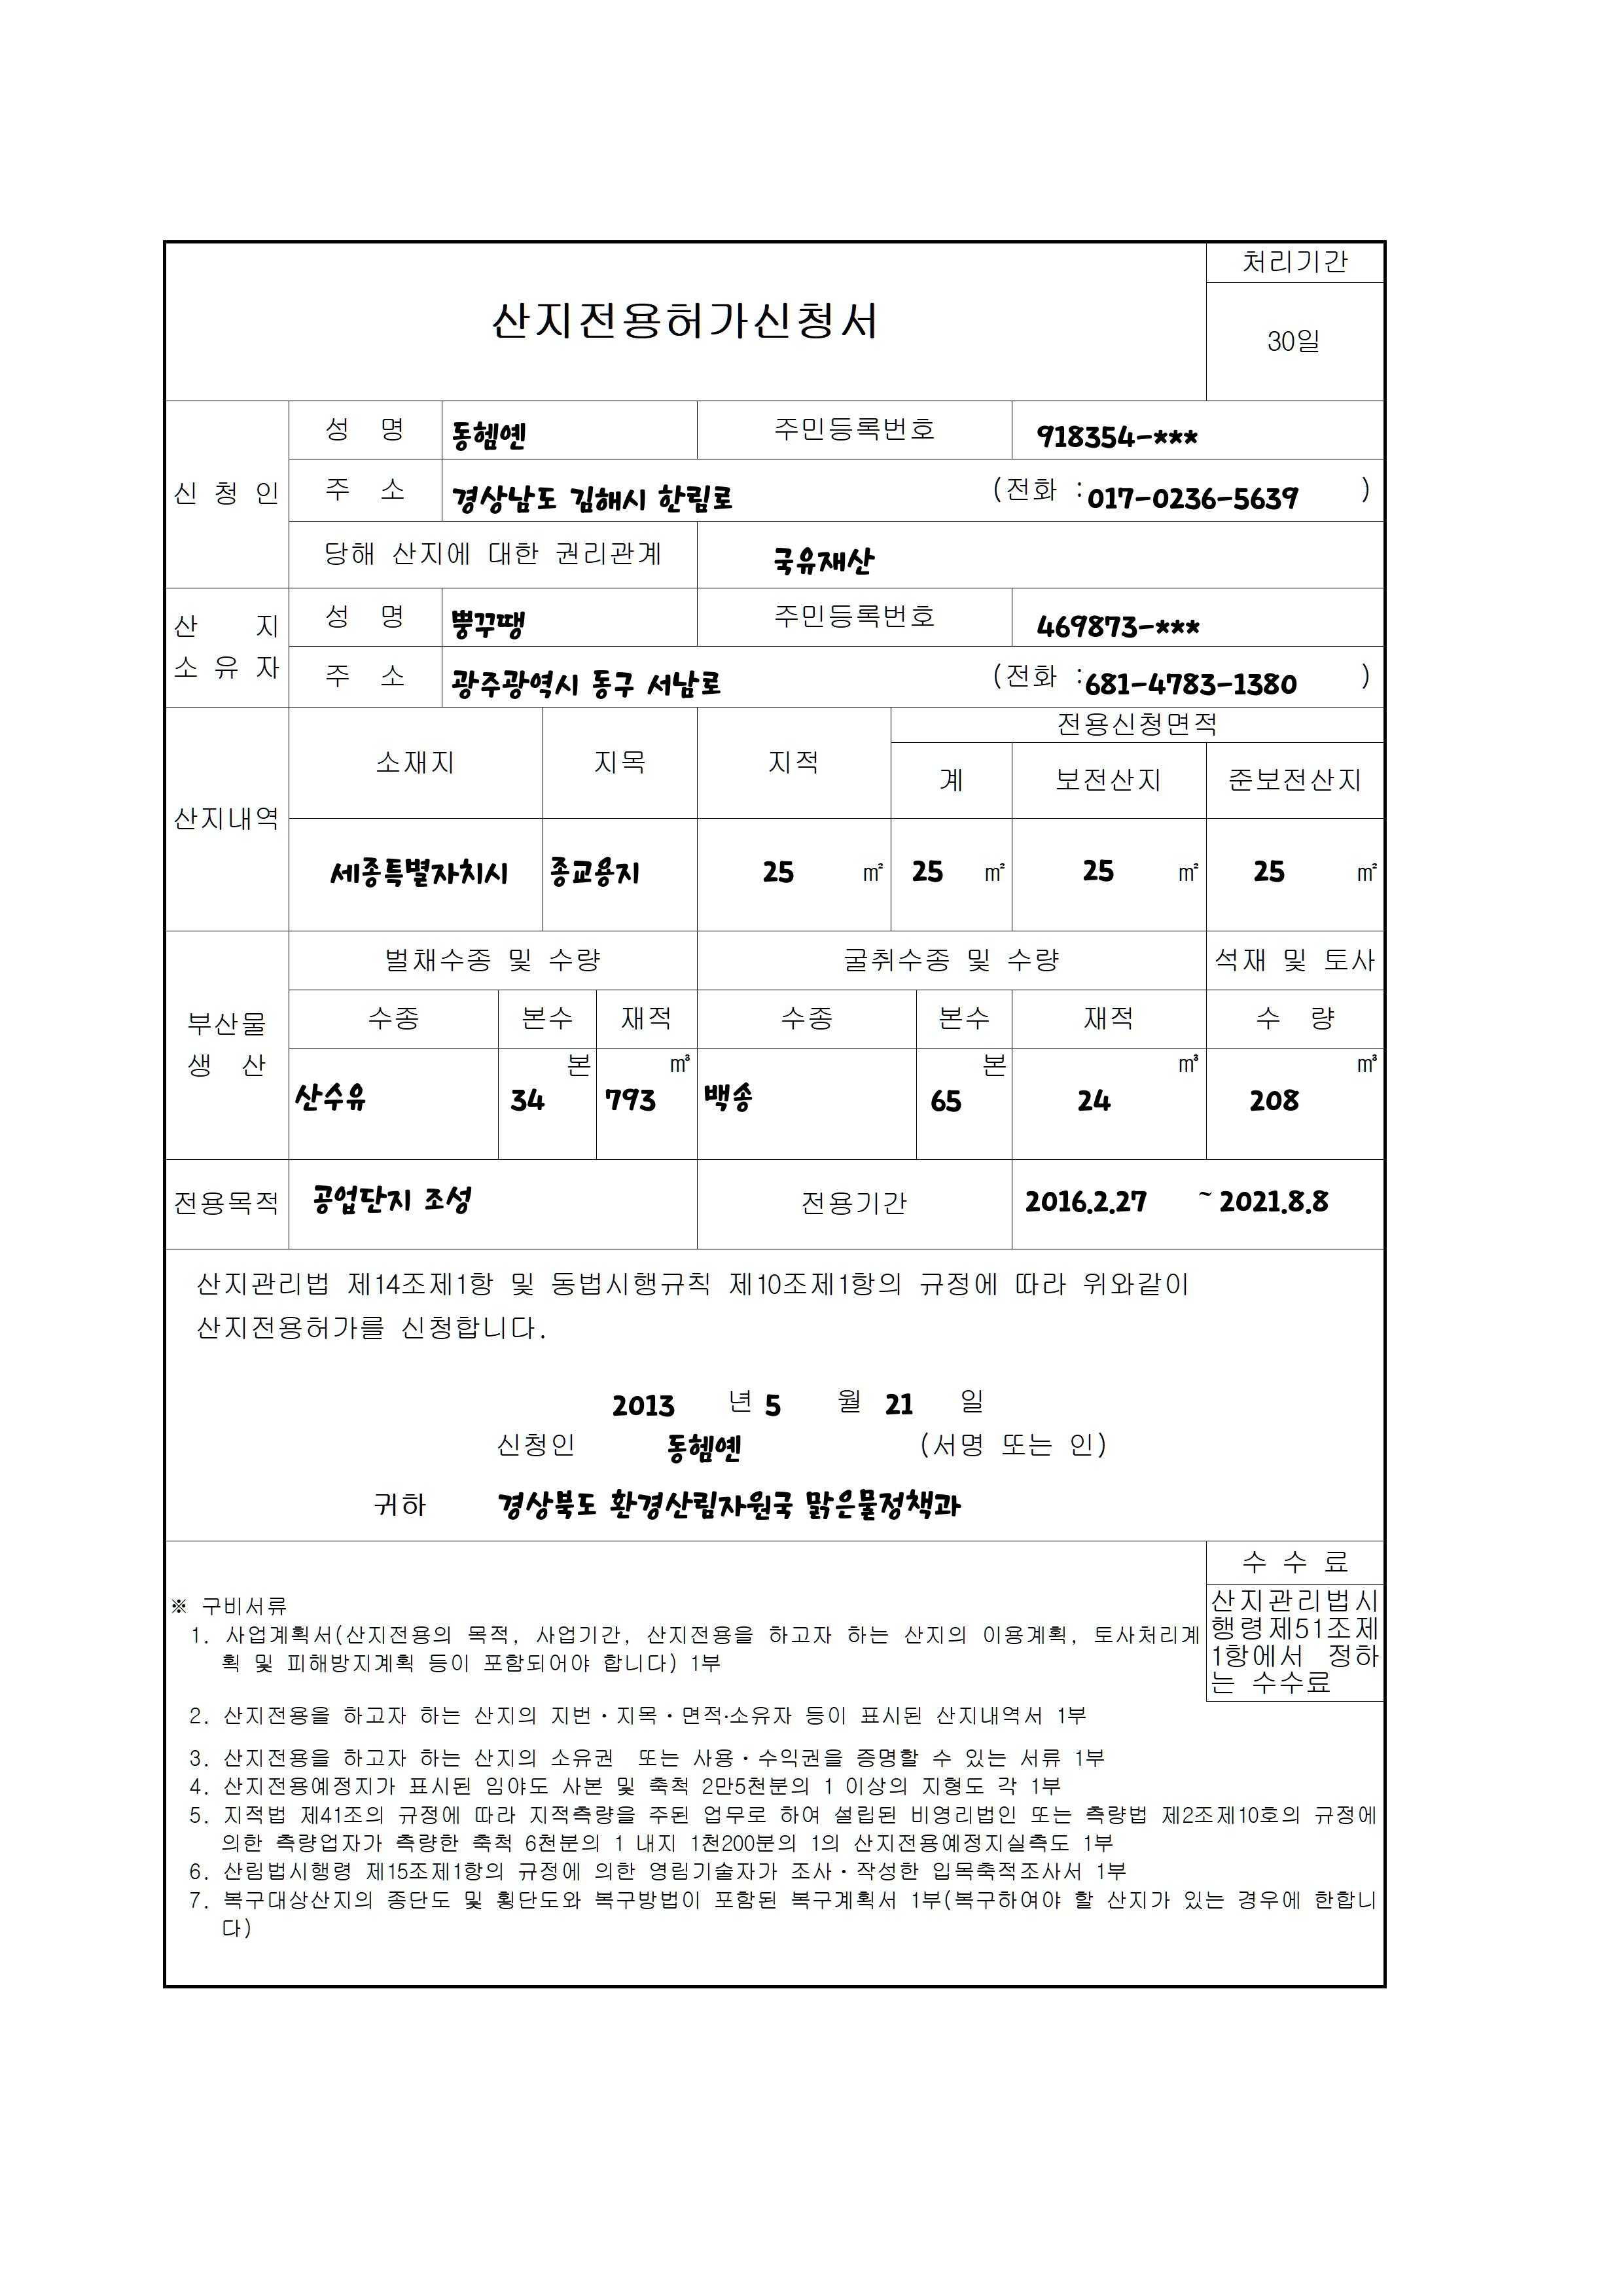 처리기간
산지전용허가신청서
30일
신 청 인
성 명 동헴옌 주민등록번호 918354-***
주 소 경상남도 김해시 한림로 (전화 :017-0236-5639 )
당해 산지에 대한 권리관계 국유재산
산 지
소 유 자
성 명 뿡꾸땡 주민등록번호 469873-***
주 소 광주광역시 동구 서남로 (전화 :681-4783-1380 )
산지내역
소재지 지목 지적 전용신청면적
계 보전산지 준보전산지
세종특별자치시 종교용지 25 ㎡ 25 ㎡ 25 ㎡ 25 ㎡
부산물
생 산
벌채수종 및 수량 굴취수종 및 수량 석재 및 토사
수종 본수 재적 수종 본수 재적 수 량
본 ㎥ 본 ㎥ ㎥
산수유 34 793 백송 65 24 208
전용목적 공업단지 조성 전용기간 2016.2.27 ~ 2021.8.8
산지관리법 제14조제1항 및 동법시행규칙 제10조제1항의 규정에 따라 위와같이
산지전용허가를 신청합니다.
2013 년 5 월 21 일
신청인 동헴옌 (서명 또는 인)
귀하 경상북도 환경산림자원국 맑은물정책과
수 수 료
산지관리법시
행령제51조제
1항에서 정하
는 수수료
※ 구비서류
1. 사업계획서(산지전용의 목적, 사업기간, 산지전용을 하고자 하는 산지의 이용계획, 토사처리계
획 및 피해방지계획 등이 포함되어야 합니다) 1부
2. 산지전용을 하고자 하는 산지의 지번·지목·면적·소유자 등이 표시된 산지내역서 1부
3. 산지전용을 하고자 하는 산지의 소유권 또는 사용·수익권을 증명할 수 있는 서류 1부
4. 산지전용예정지가 표시된 임야도 사본 및 축척 2만5천분의 1 이상의 지형도 각 1부
5. 지적법 제41조의 규정에 따라 지적측량을 주된 업무로 하여 설립된 비영리법인 또는 측량법 제2조제10호의 규정에
의한 측량업자가 측량한 축척 6천분의 1 내지 1천200분의 1의 산지전용예정지실측도 1부
6. 산림법시행령 제15조제1항의 규정에 의한 영림기술자가 조사·작성한 입목축적조사서 1부
7. 복구대상산지의 종단도 및 횡단도와 복구방법이 포함된 복구계획서 1부(복구하여야 할 산지가 있는 경우에 한합니
다)